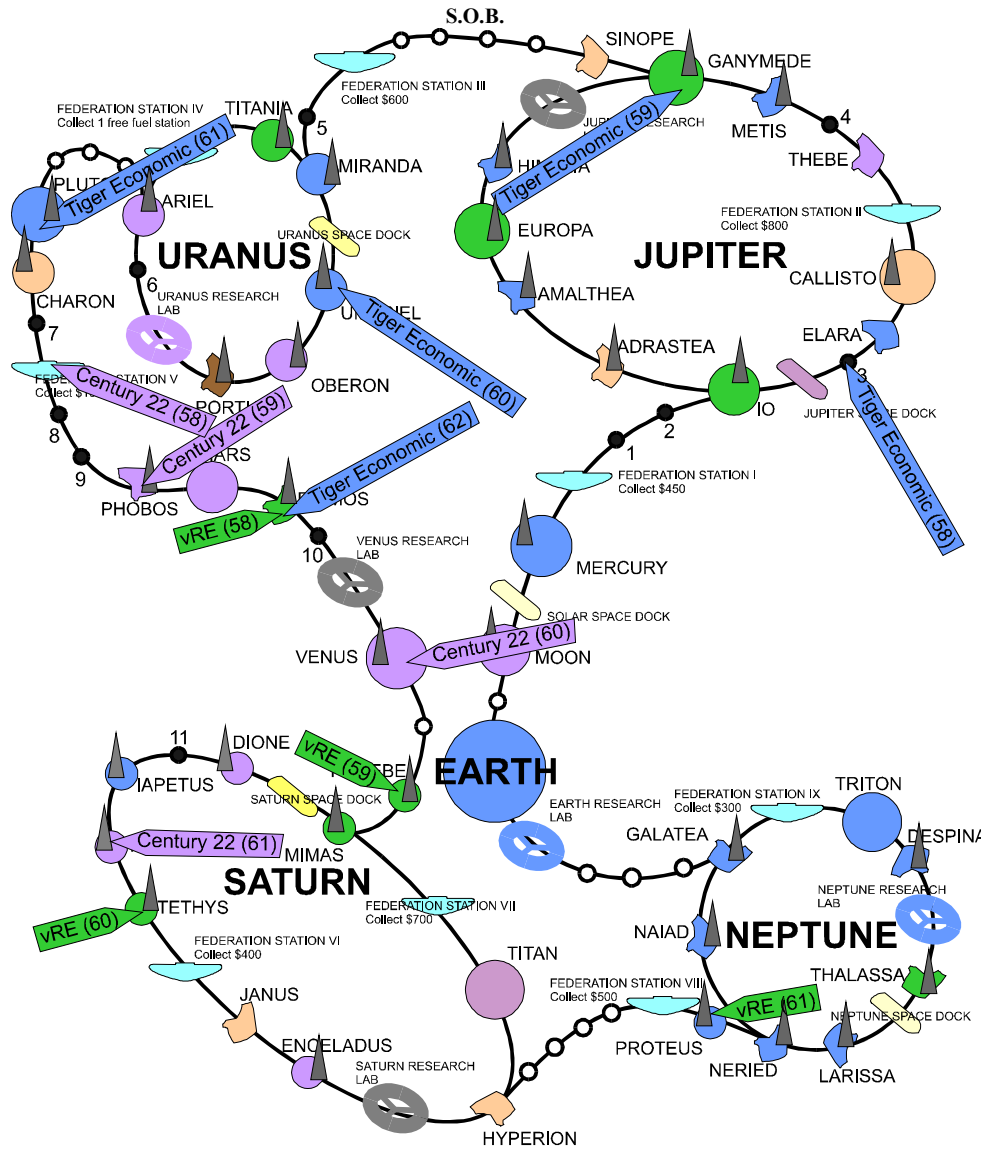 S.O.B.
SINOPE
GANYMEDE
FEDERATION STATION III
Collect $600
FEDERATION STATION IV
Collect 1 free fuel station
TITANIA
5
METIS
4
THEBE
Tiger Economic (61)
Tiger Economic (59)
MIRANDA
ARIEL
FEDERATION STATION II
Collect $800
EUROPA
URANUS SPACE DOCK
URANUS
JUPITER
CALLISTO
6
URANUS RESEARCH
LAB
CHARON
AMALTHEA
7
ELARA
ADRASTEA
3
OBERON
Tiger Economic (60)
IO
JUPITER SPACE DOCK
Century 22 (58)
Century 22 (59)
8
2
1
Tiger Economic (62)
Tiger Economic (58)
9
PHOBOS
FEDERATION STATION I
Collect $450
vRE (58)
10
VENUS RESEARCH
LAB
MERCURY
SOLAR SPACE DOCK
VENUS
Century 22 (60)
MOON
11
DIONE
vRE (59)
EARTH
IAPETUS
SATURN SPACE DOCK
EARTH RESEARCH
LAB
FEDERATION STATION IX
Collect $300
TRITON
GALATEA
DESPINA
Century 22 (61)
MIMAS
SATURN
NEPTUNE RESEARCH
LAB
vRE (60)
TETHYS
FEDERATION STATION VII
Collect $700
NAIAD
NEPTUNE
FEDERATION STATION VI
Collect $400
TITAN
THALASSA
FEDERATION STATION VIII
Collect $500
JANUS
vRE (61)
NEPTUNE SPACE DOCK
ENCELADUS
PROTEUS
SATURN RESEARCH
LAB
NERIED
LARISSA
HYPERION